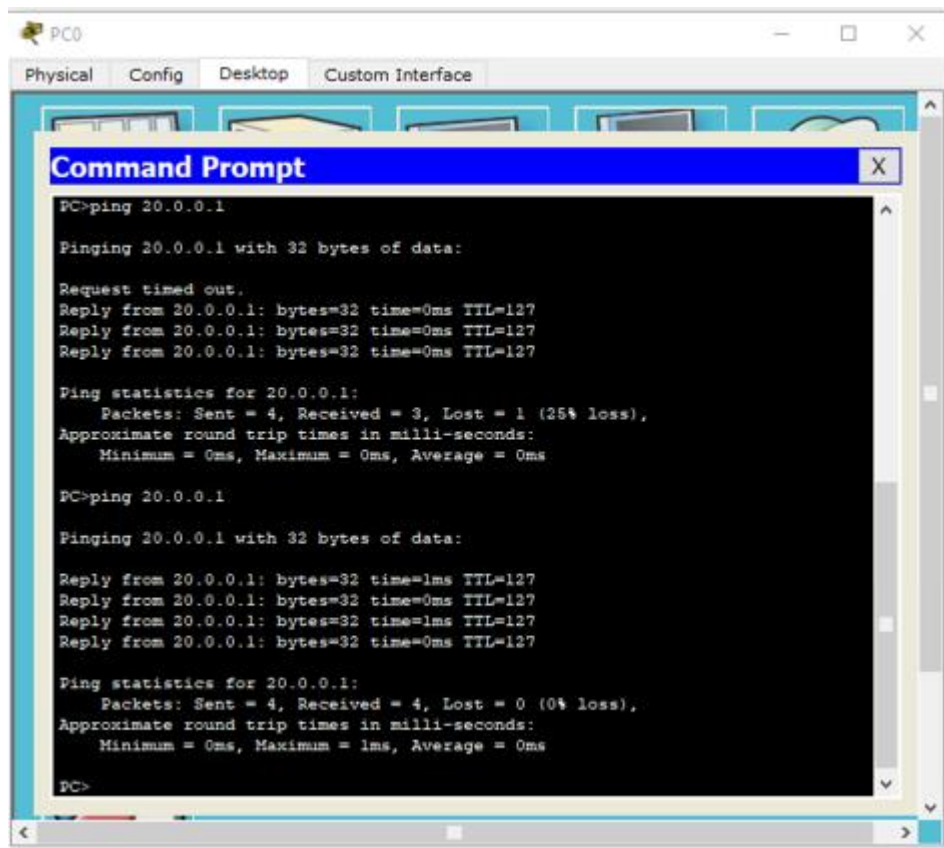 PC0
Physical Config Desktop Custom Interface
Command Prompt
X
PC>ping 20.0.0.1
Pinging 20.0.0.1 with 32 bytes of data:
Request timed out.
Reply from 20.0.0.1: bytes=32 time=0ms TTL=127
Reply from 20.0.0.1: bytes=32 time=0ms TTL=127
Reply from 20.0.0.1: bytes=32 time=0ms TTL=127
Ping statistics for 20.0.0.1:
Packets: Sent = 4, Received = 3, Lost = 1 (25% loss),
Approximate round trip times in milli-seconds:
Minimum = 0ms, Maximum = 0ms, Average = 0ms
PC>ping 20.0.0.1
Pinging 20.0.0.1 with 32 bytes of data:
Reply from 20.0.0.1: bytes=32 time=1ms TTL=127
Reply from 20.0.0.1: bytes=32 time=0ms TTL=127
Reply from 20.0.0.1: bytes=32 time=1ms TTL=127
Reply from 20.0.0.1: bytes=32 time=0ms TTL=127
Ping statistics for 20.0.0.1:
Packets: Sent = 4, Received = 4, Lost = 0 (0% loss),
Approximate round trip times in milli-seconds:
Minimum = 0ms, Maximum = 1ms, Average = 0ms
PC>